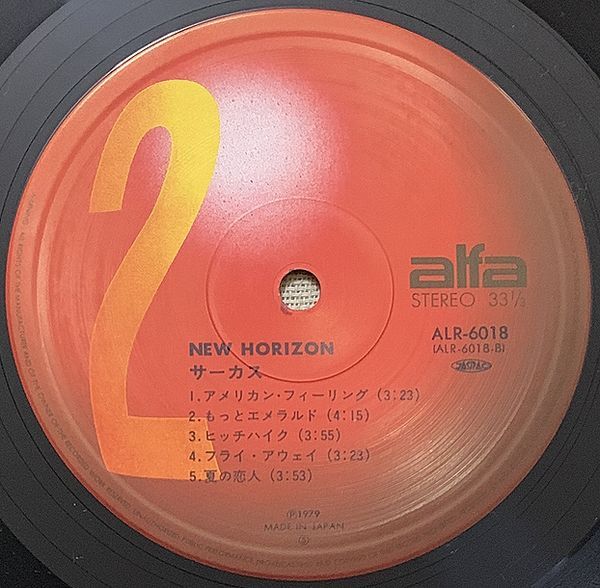 2
alfa
STEREO 33 1/3
ALR-6018
(ALR-6018-B)
JASRAC
NEW HORIZON
サーカス
1.アメリカン・フィーリング (3:23)
2.もっとエメラルド (4:15)
3.ヒッチハイク (3:55)
4.フライ・アウェイ (3:23)
5.夏の恋人 (3:53)
Ⓟ1979
MADE IN JAPAN